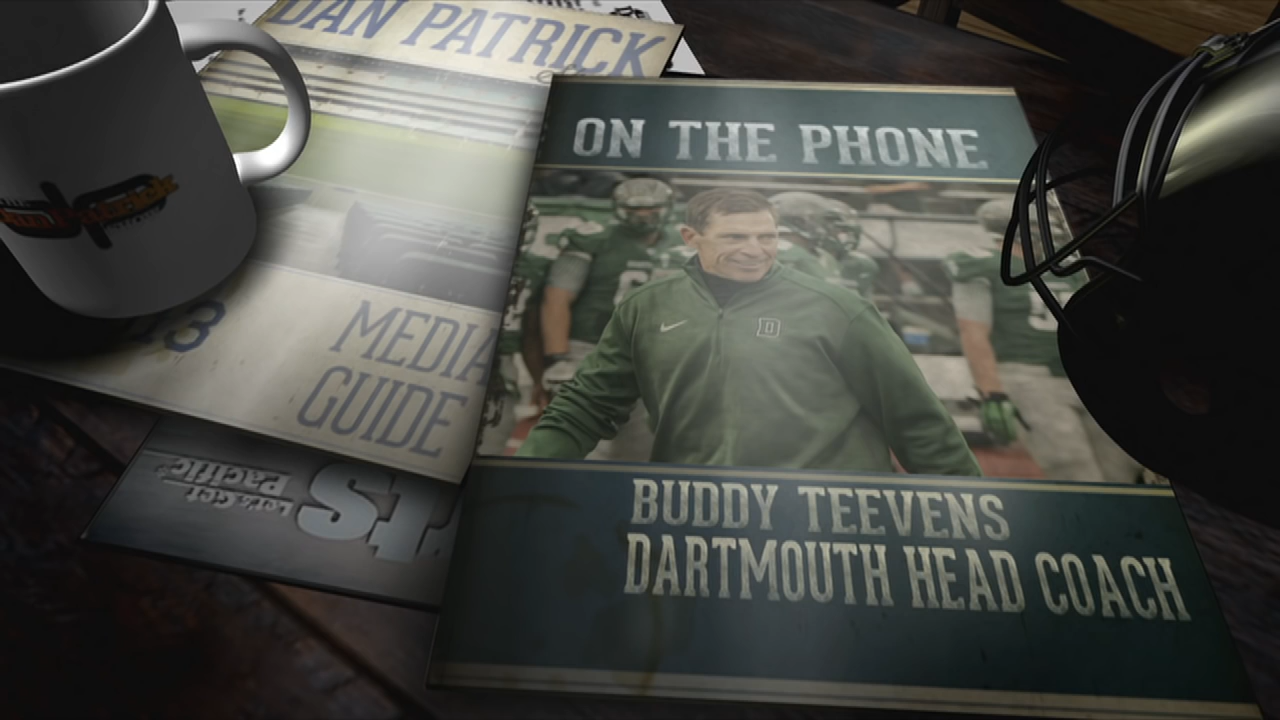 DAN PATRICK
ON THE PHONE
D
MEDIA
GUIDE
Let's Get
Pacific
BUDDY TEEVENS
DARTMOUTH HEAD COACH